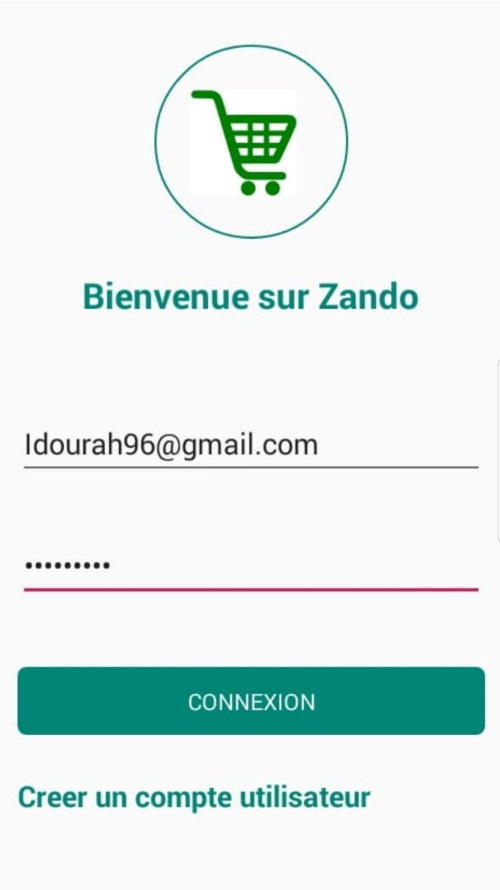 Bienvenue sur Zando
Idourah96@gmail.com
•••••••••
CONNEXION
Creer un compte utilisateur